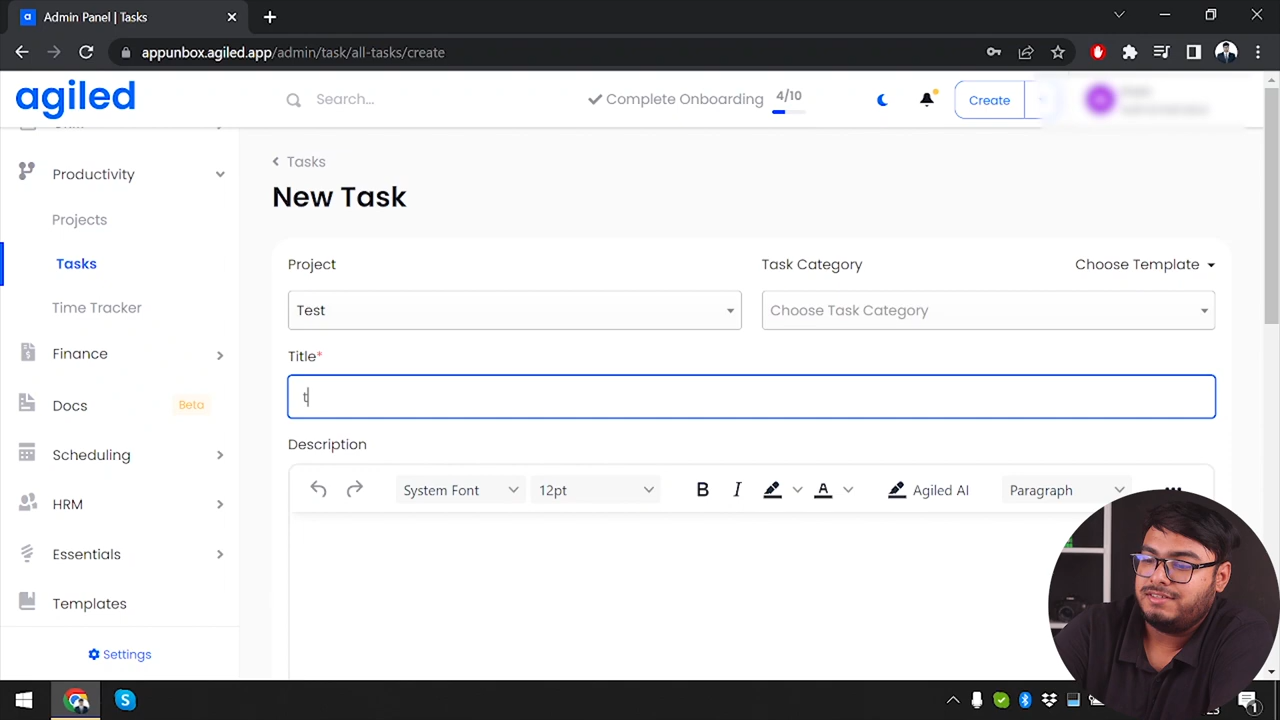 Admin Panel | Tasks
appunbox.agiled.app/admin/task/all-tasks/create
agiled
Search...
Complete Onboarding
4/10
Create
Productivity
Projects
Tasks
Time Tracker
Finance
Docs
Beta
Scheduling
HRM
Essentials
Templates
Settings
Tasks
New Task
Project
Task Category
Choose Template
Test
Choose Task Category
Title*
t
Description
System Font
12pt
B
I
A
Agiled AI
Paragraph